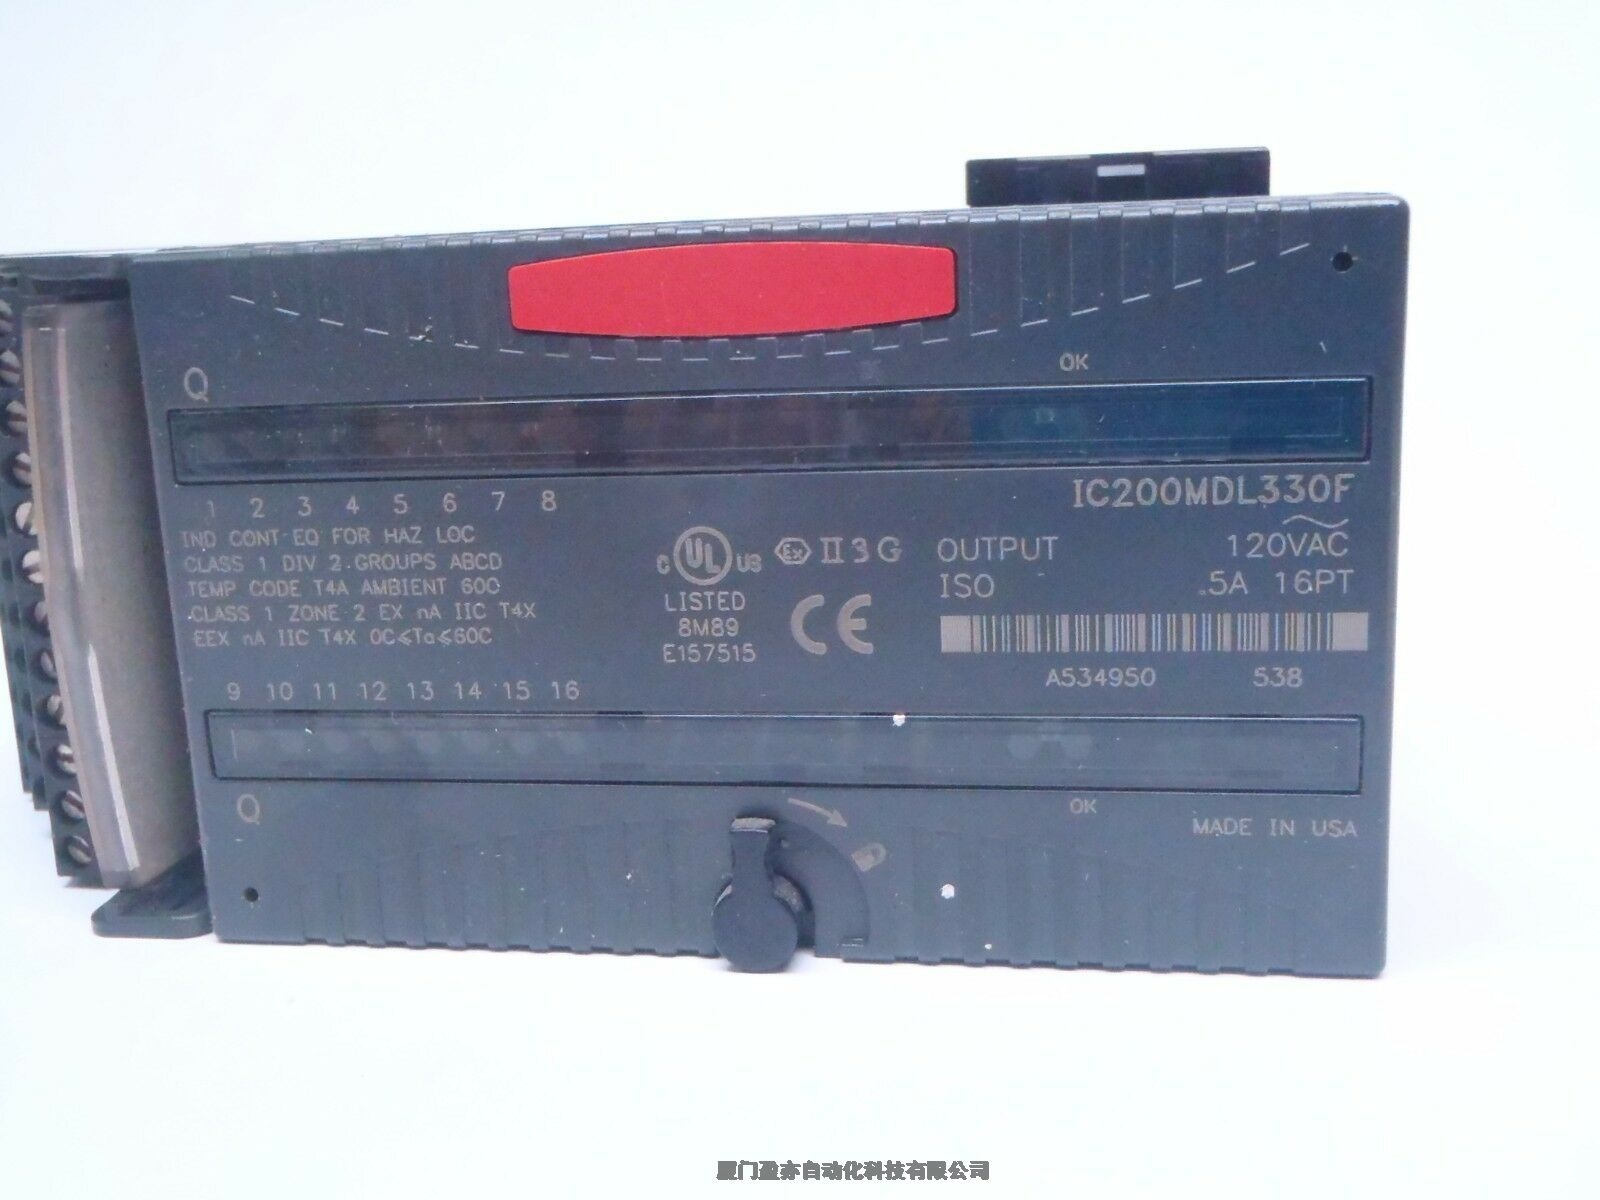 Q
OK
1 2 3 4 5 6 7 8
IC200MDL330F
IND CONT EQ FOR HAZ LOC
CLASS 1 DIV 2 GROUPS ABCD
TEMP CODE T4A AMBIENT 60C
CLASS 1 ZONE 2 EX nA IIC T4X
EEX nA IIC T4X 0C≤Ta≤60C
C UL US
LISTED
8M89
E157515
Ex II 3 G
CE
OUTPUT 120VAC
ISO .5A 16PT
A534950 538
9 10 11 12 13 14 15 16
Q
OK
MADE IN USA
厦门盈亦自动化科技有限公司